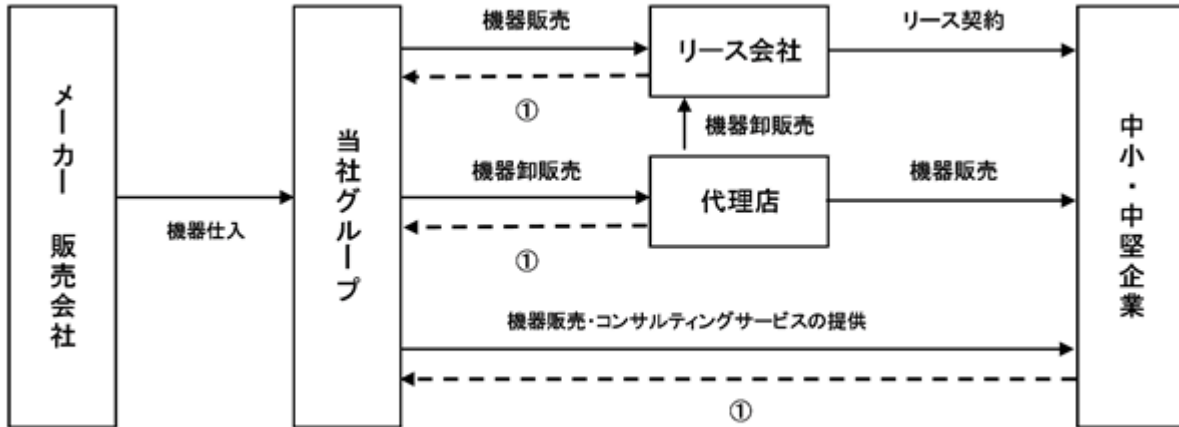 メーカー 販売会社
機器仕入
当社グループ
機器販売
①
リース会社
リース契約
機器卸販売
機器卸販売
①
代理店
機器販売
機器販売・コンサルティングサービスの提供
①
中小・中堅企業